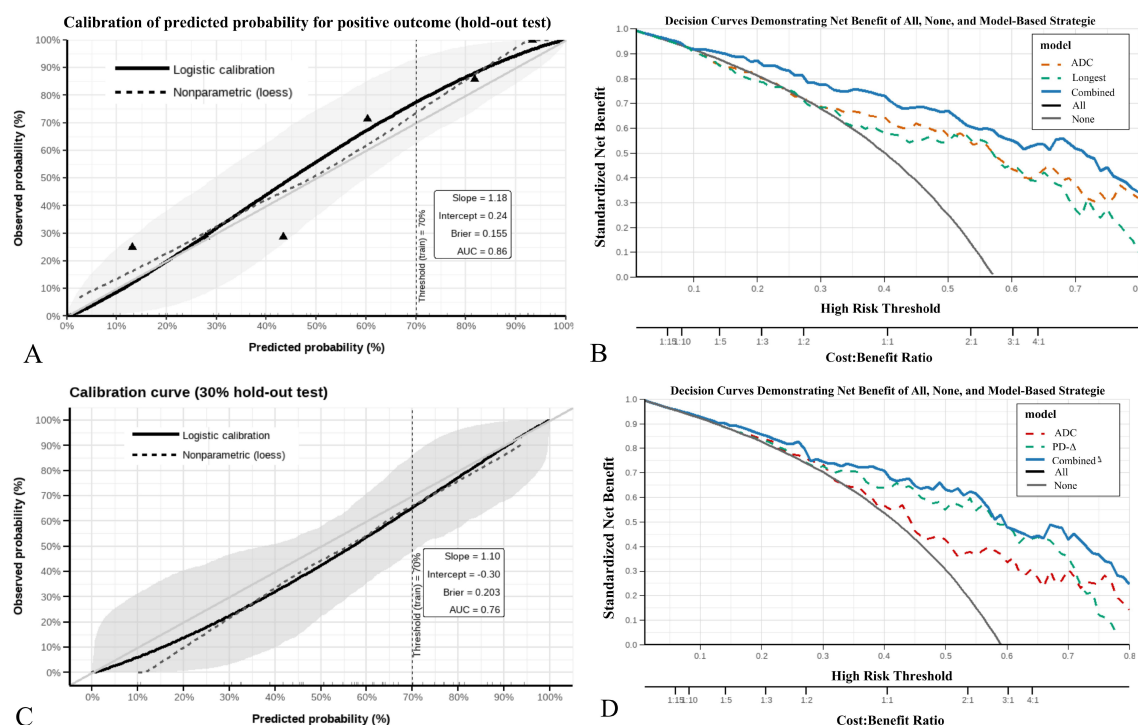 Calibration of predicted probability for positive outcome (hold-out test)
Observed probability (%)
100%
90%
80%
70%
60%
50%
40%
30%
20%
10%
0%
Logistic calibration
Nonparametric (loess)
Slope = 1.18
Intercept = 0.24
Brier = 0.155
AUC = 0.86
Threshold (train) = 70%
0% 10% 20% 30% 40% 50% 60% 70% 80% 90% 100%
Predicted probability (%)
A
Decision Curves Demonstrating Net Benefit of All, None, and Model-Based Strategie
Standardized Net Benefit
1.0
0.9
0.8
0.7
0.6
0.5
0.4
0.3
0.2
0.1
0.0
model
ADC
Longest
Combined
All
None
0.1 0.2 0.3 0.4 0.5 0.6 0.7
High Risk Threshold
1:15 1:10 1:5 1:3 1:2 1:1 2:1 3:1 4:1
Cost:Benefit Ratio
B
Calibration curve (30% hold-out test)
Observed probability (%)
100%
90%
80%
70%
60%
50%
40%
30%
20%
10%
0%
Logistic calibration
Nonparametric (loess)
Slope = 1.10
Intercept = -0.30
Brier = 0.203
AUC = 0.76
Threshold (train) = 70%
0% 10% 20% 30% 40% 50% 60% 70% 80% 90% 100%
Predicted probability (%)
C
Decision Curves Demonstrating Net Benefit of All, None, and Model-Based Strategie
Standardized Net Benefit
1.0
0.9
0.8
0.7
0.6
0.5
0.4
0.3
0.2
0.1
0.0
model
ADC
PD-Δ
Combined
All
None
0.1 0.2 0.3 0.4 0.5 0.6 0.7 0.8
High Risk Threshold
1:15 1:10 1:5 1:3 1:2 1:1 2:1 3:1 4:1
Cost:Benefit Ratio
D